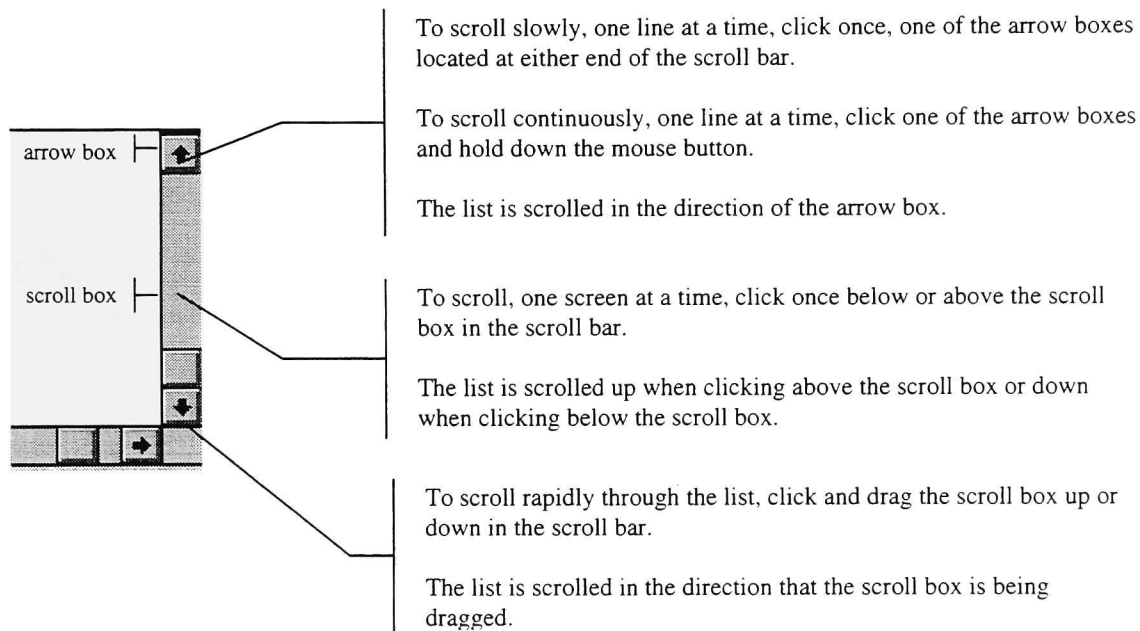 To scroll slowly, one line at a time, click once, one of the arrow boxes
located at either end of the scroll bar.
To scroll continuously, one line at a time, click one of the arrow boxes
and hold down the mouse button.
The list is scrolled in the direction of the arrow box.
arrow box
scroll box
To scroll, one screen at a time, click once below or above the scroll
box in the scroll bar.
The list is scrolled up when clicking above the scroll box or down
when clicking below the scroll box.
To scroll rapidly through the list, click and drag the scroll box up or
down in the scroll bar.
The list is scrolled in the direction that the scroll box is being
dragged.